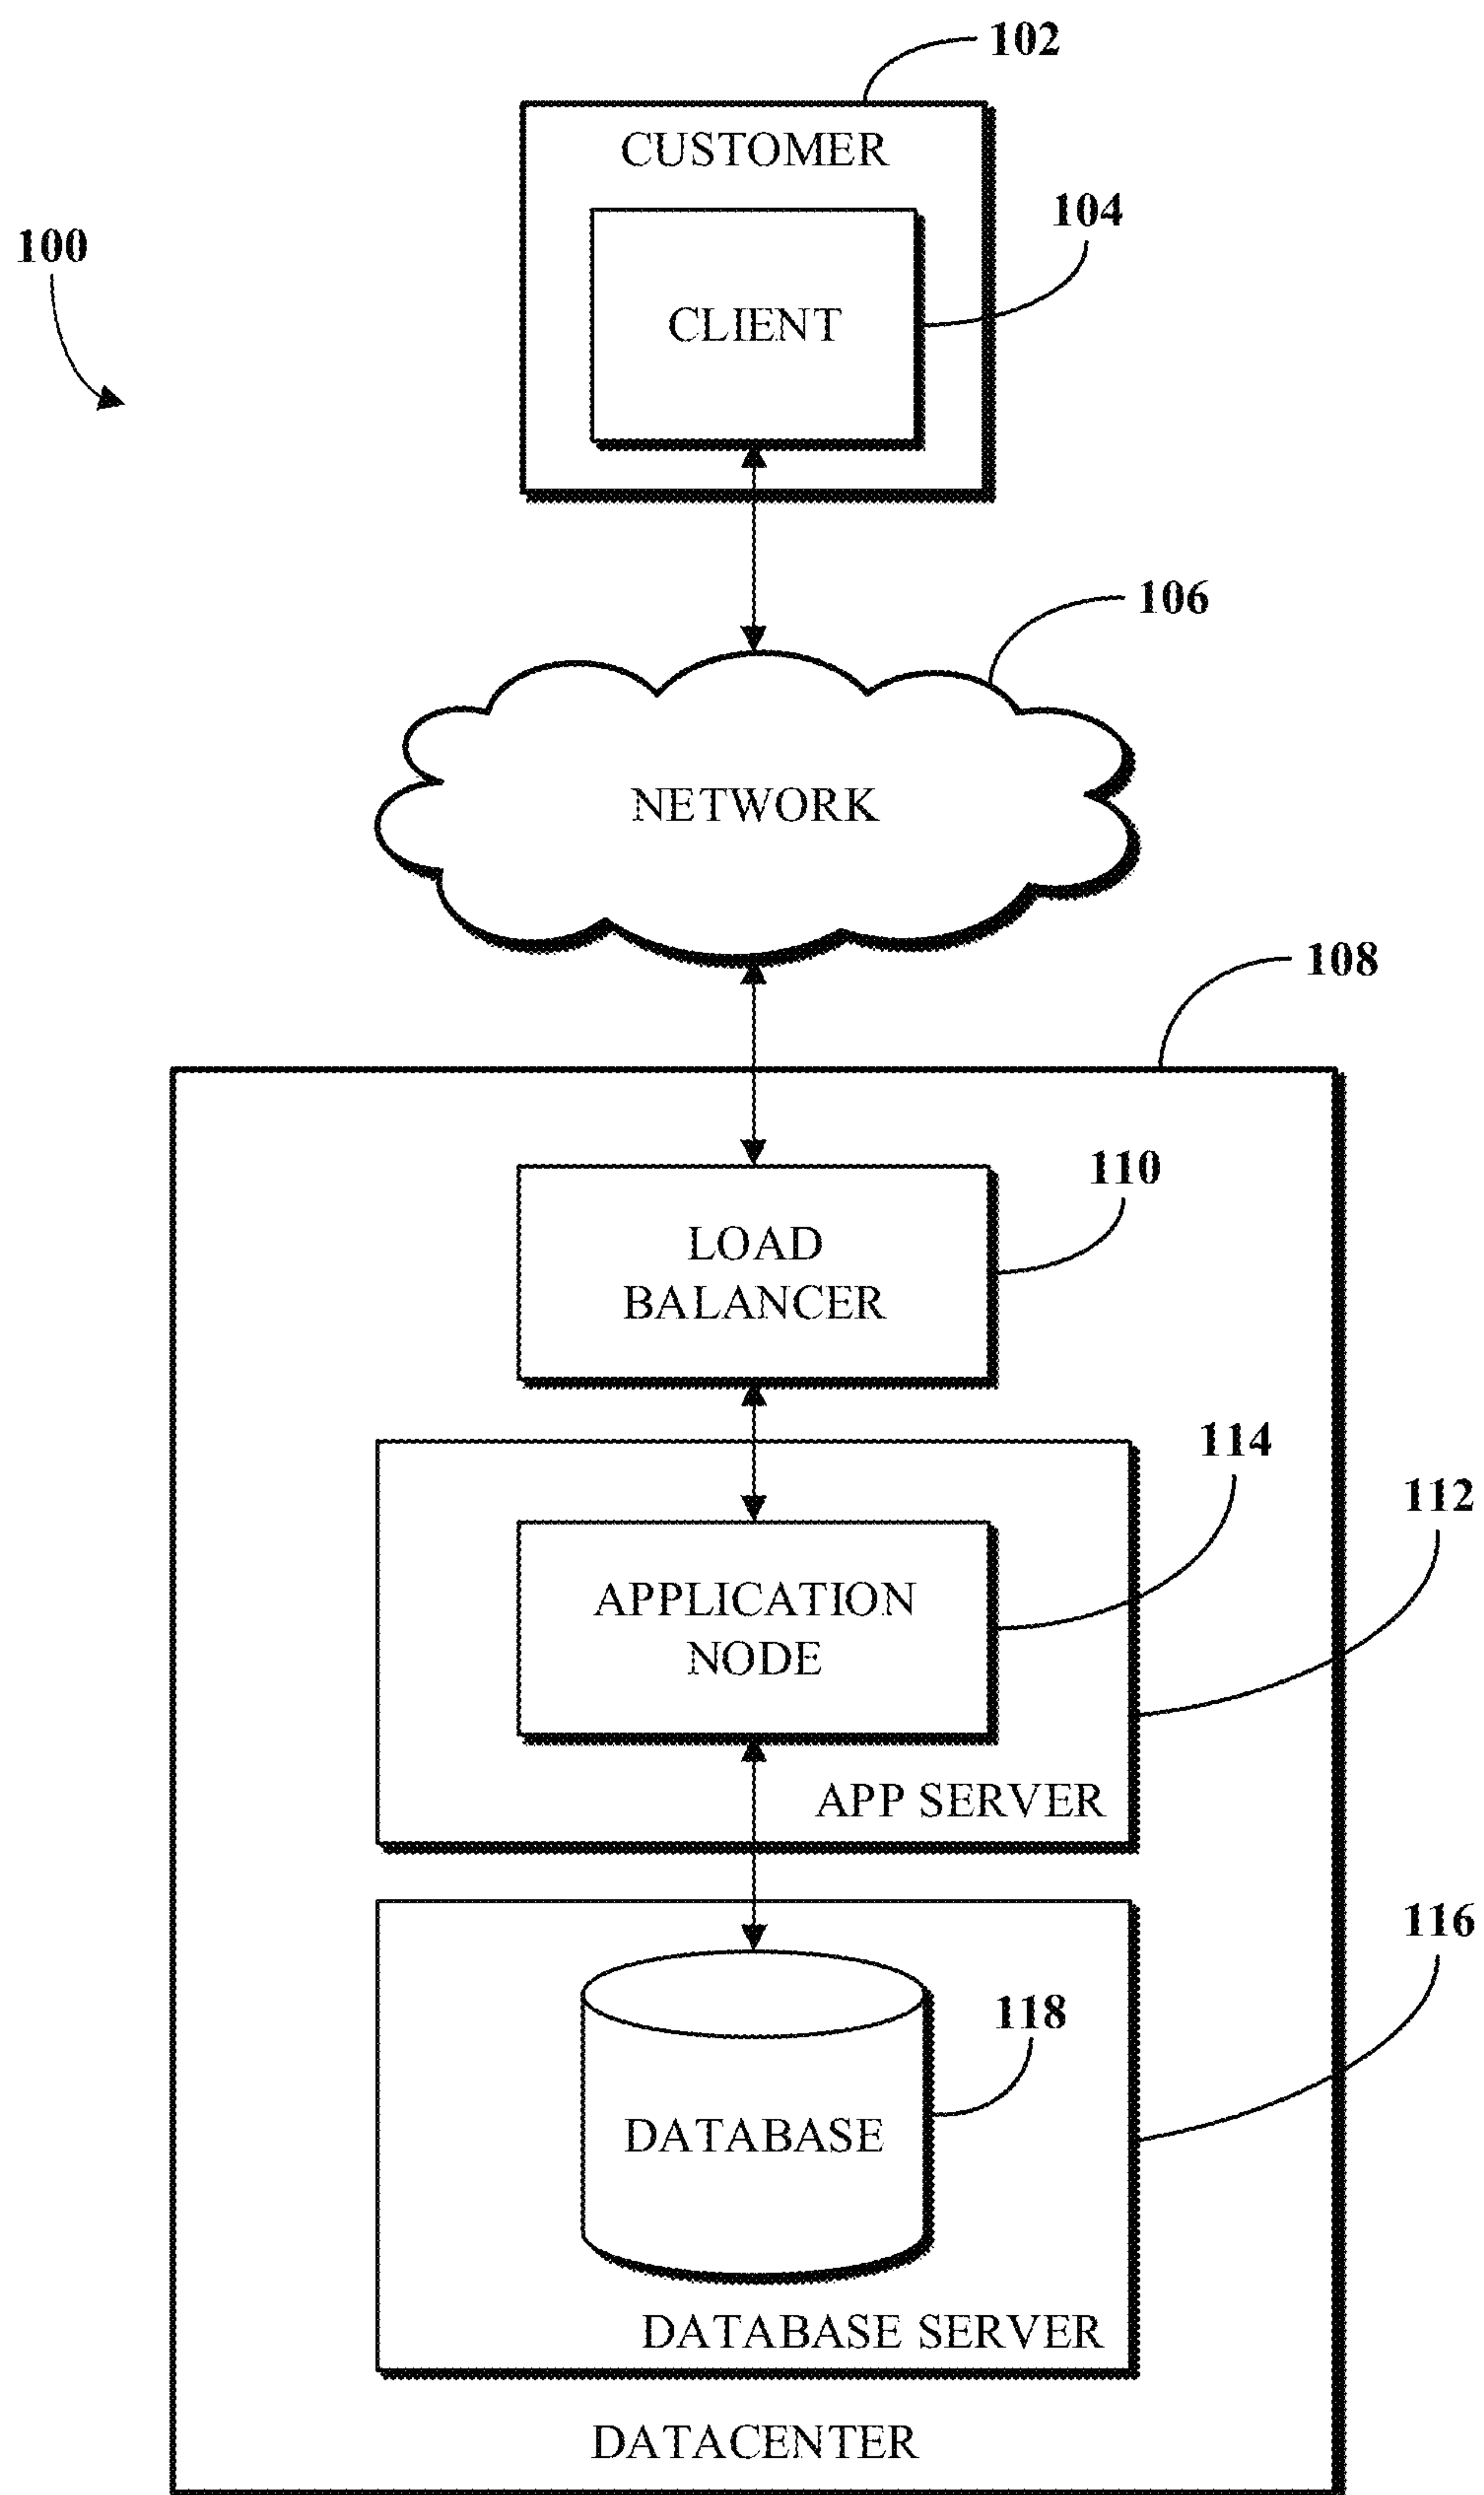 102
CUSTOMER
104
100
CLIENT
106
NETWORK
108
110
LOAD
BALANCER
114
112
APPLICATION
NODE
APP SERVER
116
118
DATABASE
DATABASE SERVER
DATACENTER